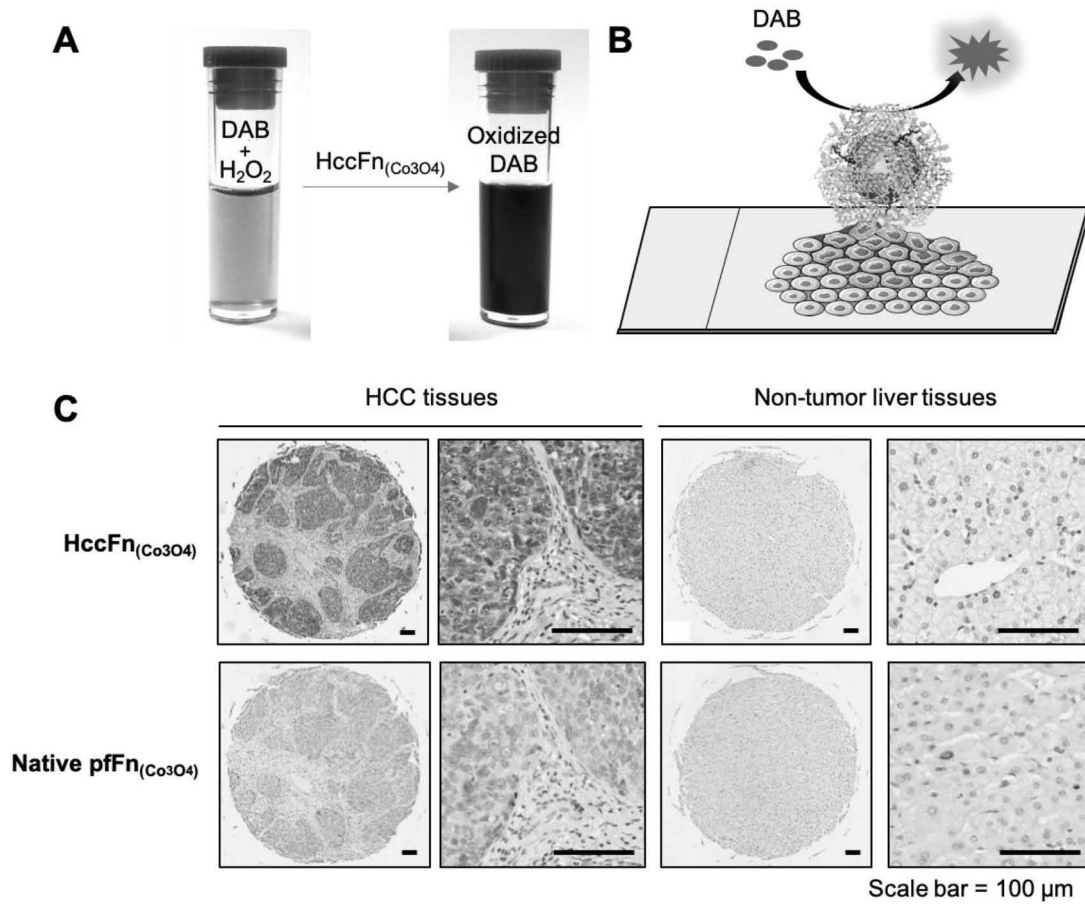 A
DAB
+
H₂O₂
HccFn(Co3O4)
Oxidized
DAB
B
DAB
C
HCC tissues
Non-tumor liver tissues
HccFn(Co3O4)
Native pfFn(Co3O4)
Scale bar = 100 µm